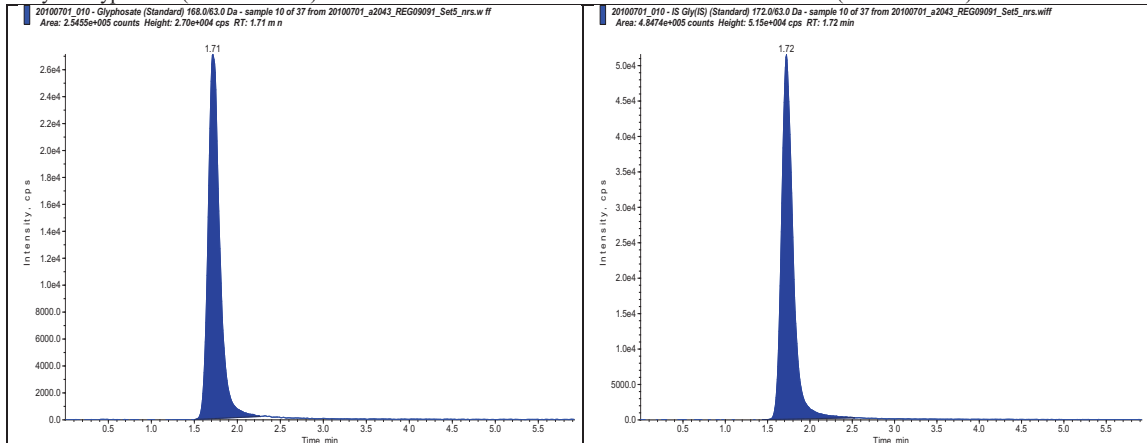 20100701_010 - Glyphosate (Standard) 168.0/63.0 Da - sample 10 of 37 from 20100701_a2043_REG09091_Set5_nrs.w ff
Area: 2.5455e+005 counts Height: 2.70e+004 cps RT: 1.71 m n
1.71
2.6e4
2.4e4
2.2e4
2.0e4
1.8e4
1.6e4
1.4e4
1.2e4
1.0e4
8000.0
6000.0
4000.0
2000.0
0.0
Intensity, cps
0.5 1.0 1.5 2.0 2.5 3.0 3.5 4.0 4.5 5.0 5.5
Time, min
20100701_010 - IS Gly(IS) (Standard) 172.0/63.0 Da - sample 10 of 37 from 20100701_a2043_REG09091_Set5_nrs.wiff
Area: 4.8474e+005 counts Height: 5.15e+004 cps RT: 1.72 min
1.72
5.0e4
4.5e4
4.0e4
3.5e4
3.0e4
2.5e4
2.0e4
1.5e4
1.0e4
5000.0
0.0
Intensity, cps
0.5 1.0 1.5 2.0 2.5 3.0 3.5 4.0 4.5 5.0 5.5
Time, min